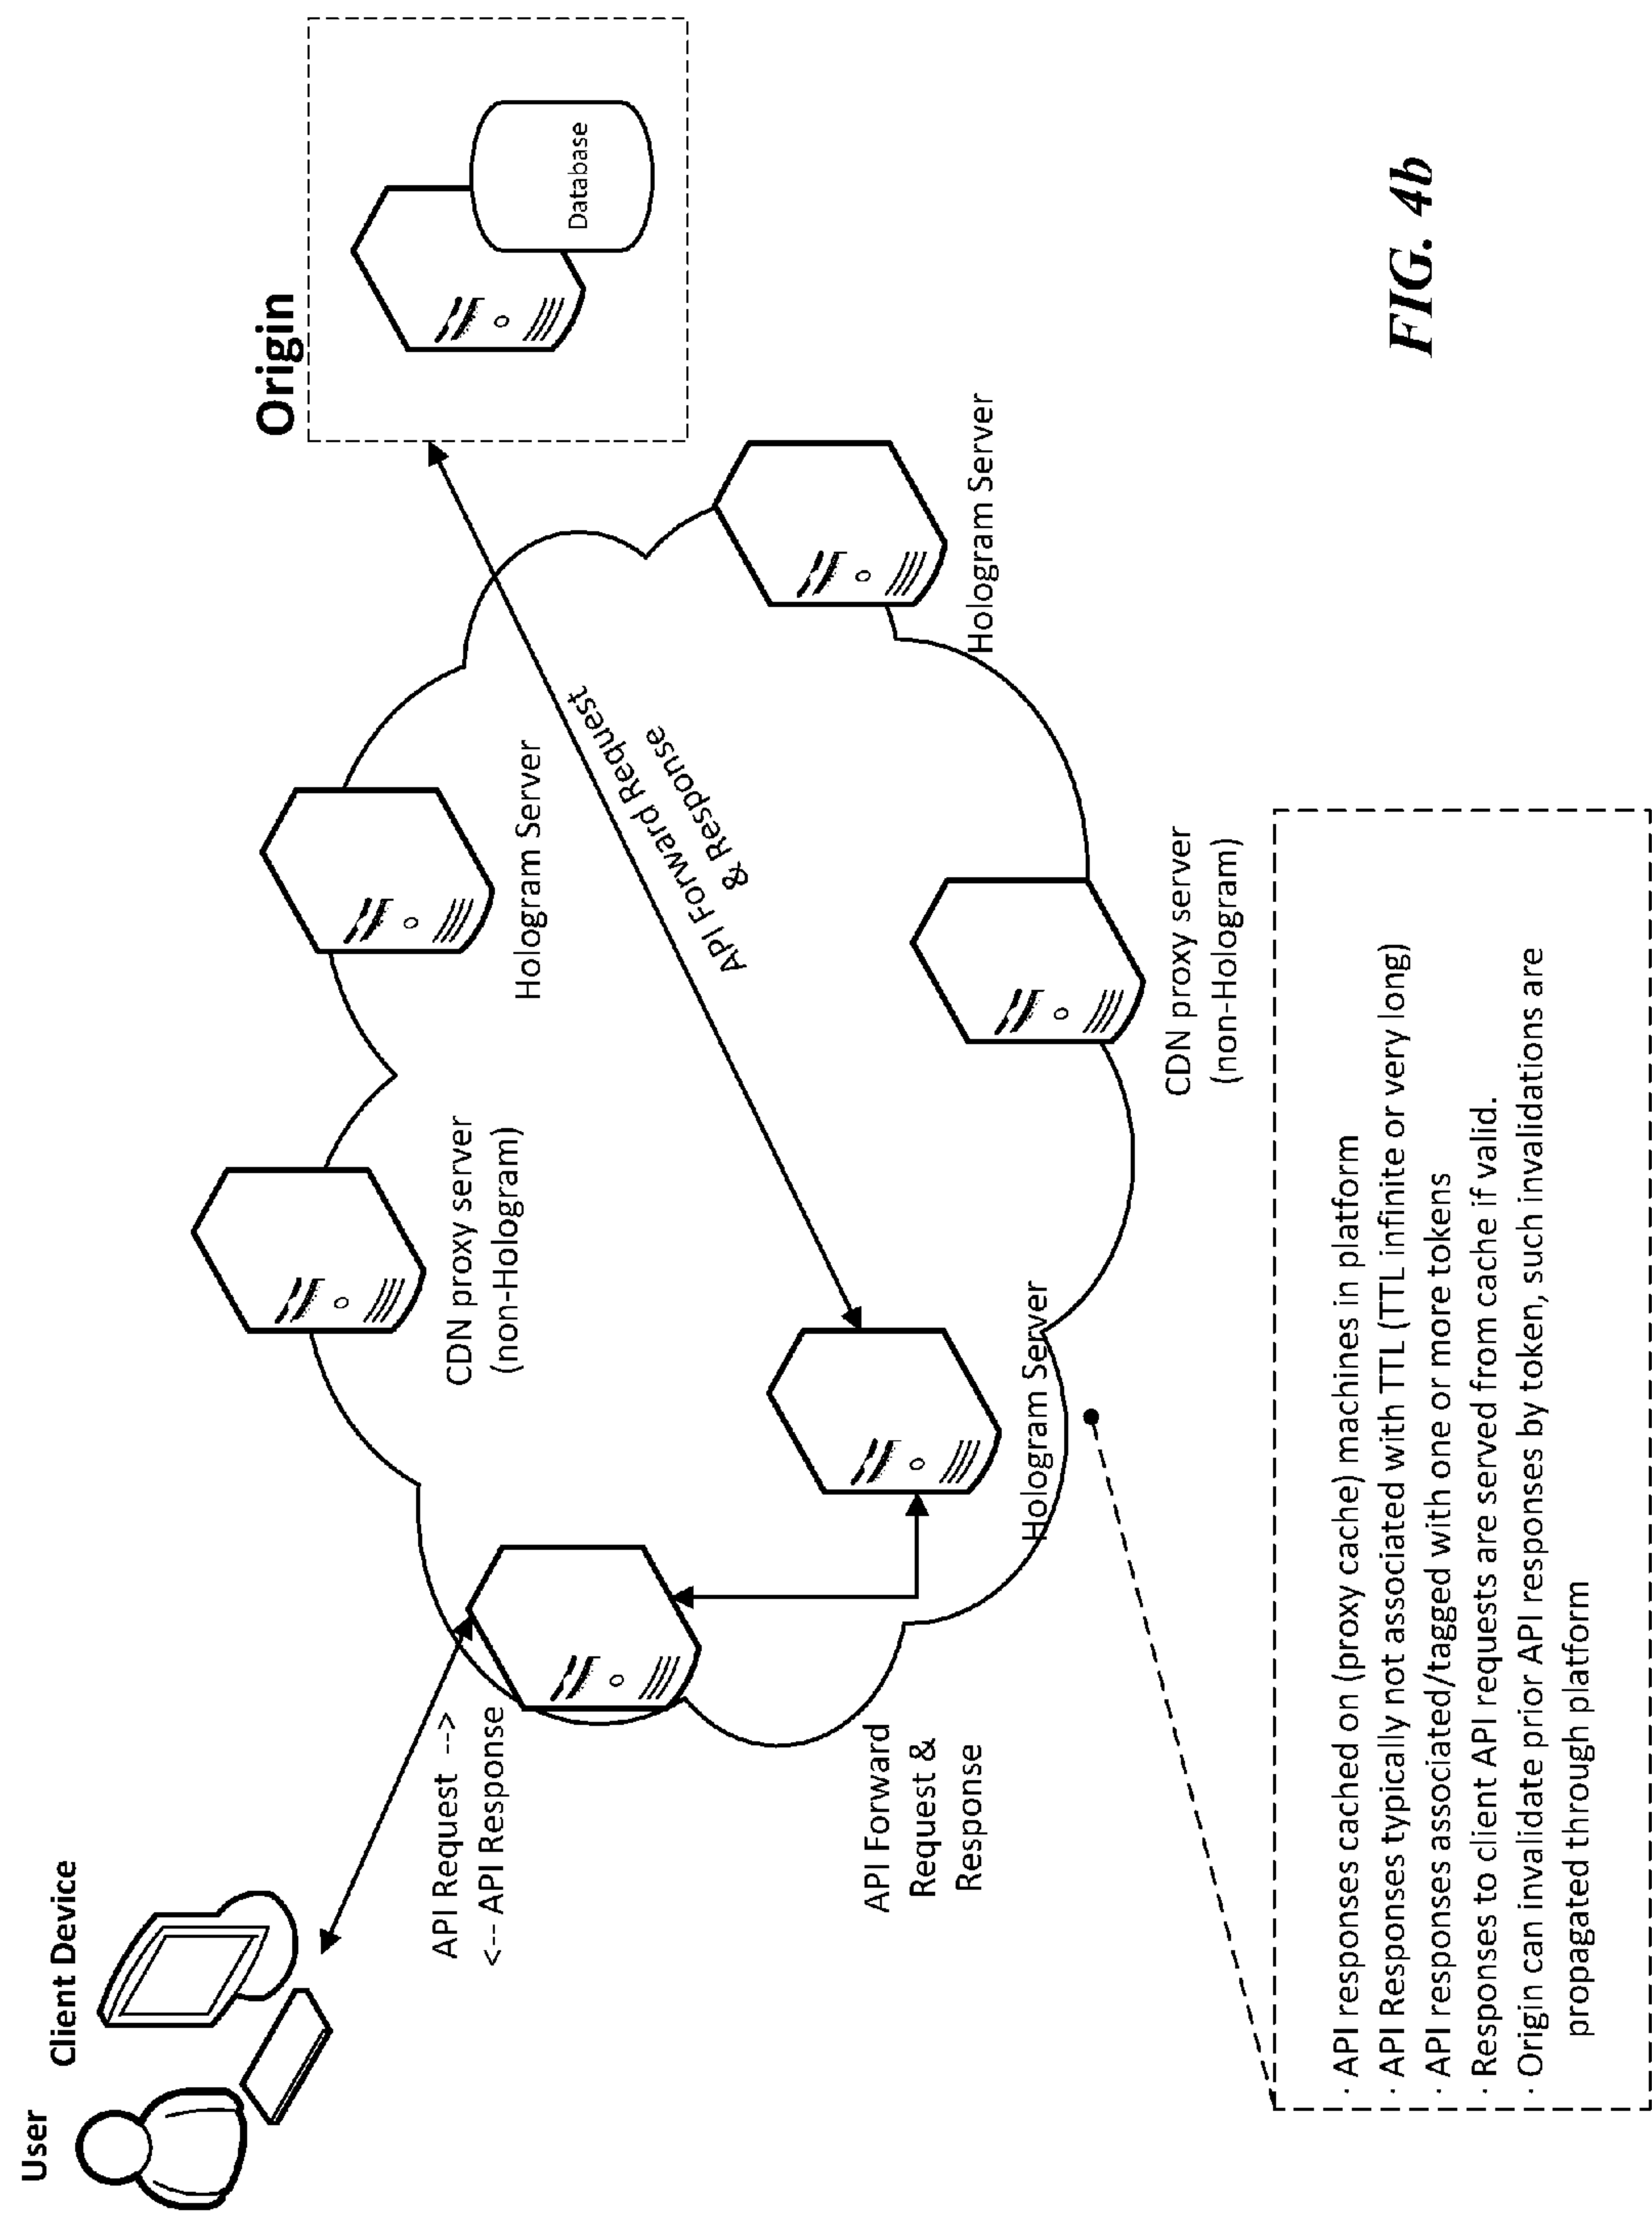 User
Client Device
Origin
Database
API Request --->
<--- API Response
CDN proxy server
(non-Hologram)
Hologram Server
API Forward Request
& Response
Hologram Server
API Forward
Request &
Response
Hologram Server
CDN proxy server
(non-Hologram)
· API responses cached on (proxy cache) machines in platform
· API Responses typically not associated with TTL (TTL infinite or very long)
· API responses associated/tagged with one or more tokens
· Responses to client API requests are served from cache if valid.
· Origin can invalidate prior API responses by token, such invalidations are
propagated through platform
FIG. 4b